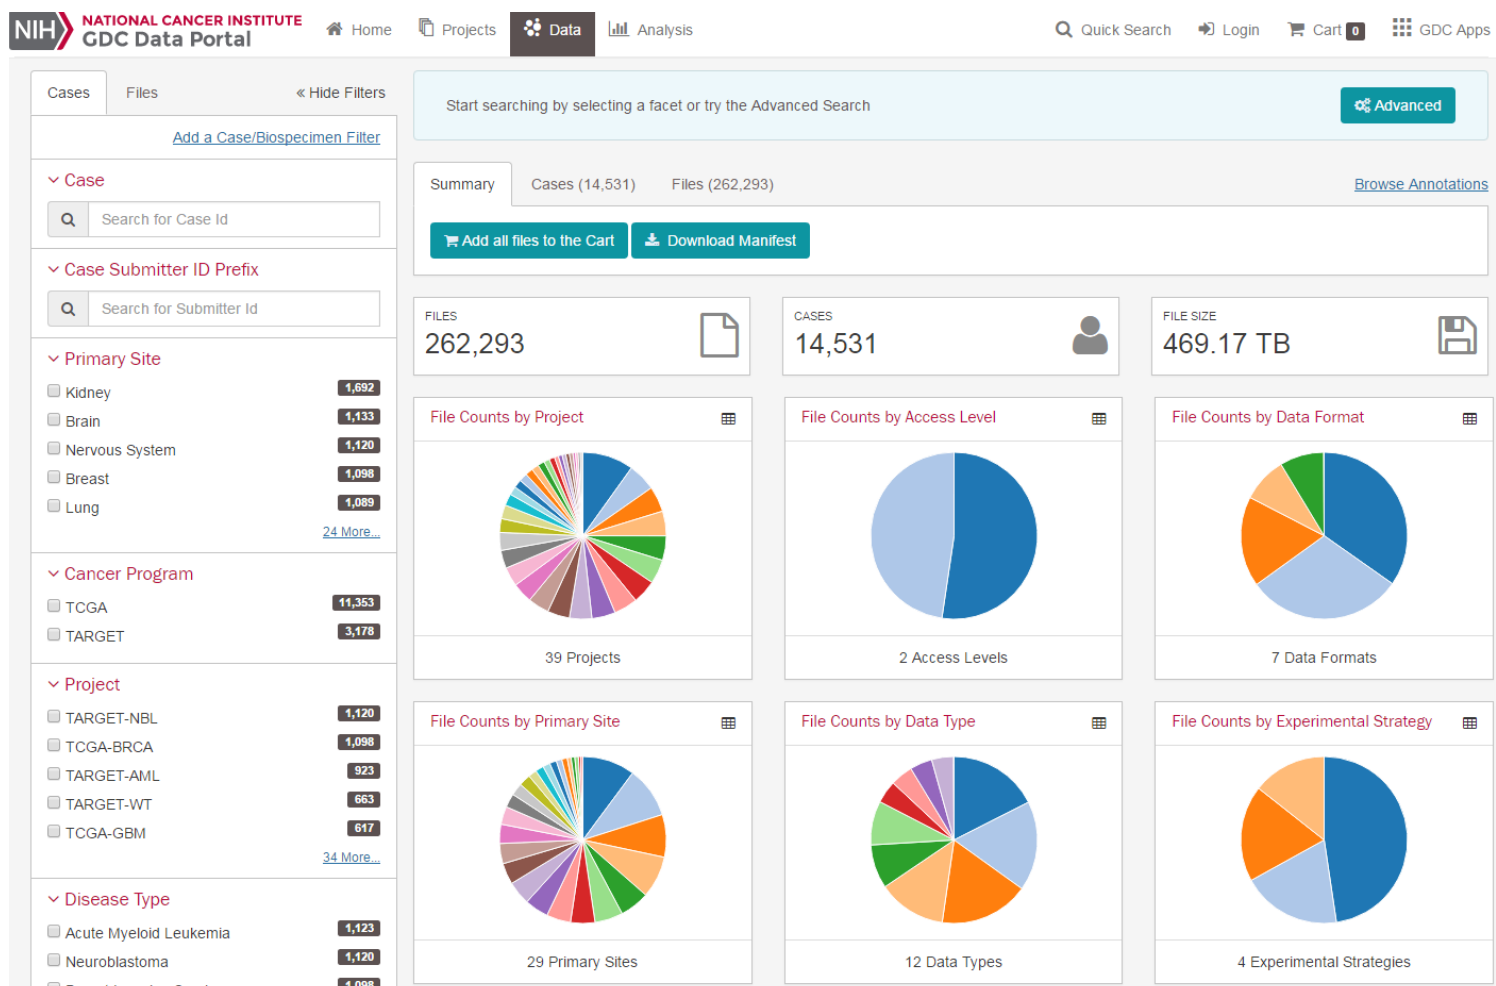 NIH NATIONAL CANCER INSTITUTE
GDC Data Portal
Home
Projects
Data
Analysis
Quick Search
Login
Cart 0
GDC Apps
Cases
Files
« Hide Filters
Add a Case/Biospecimen Filter
Case
Search for Case Id
Case Submitter ID Prefix
Search for Submitter Id
Primary Site
Kidney 1,692
Brain 1,133
Nervous System 1,120
Breast 1,098
Lung 1,089
24 More...
Cancer Program
TCGA 11,353
TARGET 3,178
Project
TARGET-NBL 1,120
TCGA-BRCA 1,098
TARGET-AML 923
TARGET-WT 663
TCGA-GBM 617
34 More...
Disease Type
Acute Myeloid Leukemia 1,123
Neuroblastoma 1,120
1,098
Start searching by selecting a facet or try the Advanced Search
Advanced
Summary
Cases (14,531)
Files (262,293)
Browse Annotations
Add all files to the Cart
Download Manifest
FILES
262,293
CASES
14,531
FILE SIZE
469.17 TB
File Counts by Project
39 Projects
File Counts by Access Level
2 Access Levels
File Counts by Data Format
7 Data Formats
File Counts by Primary Site
29 Primary Sites
File Counts by Data Type
12 Data Types
File Counts by Experimental Strategy
4 Experimental Strategies